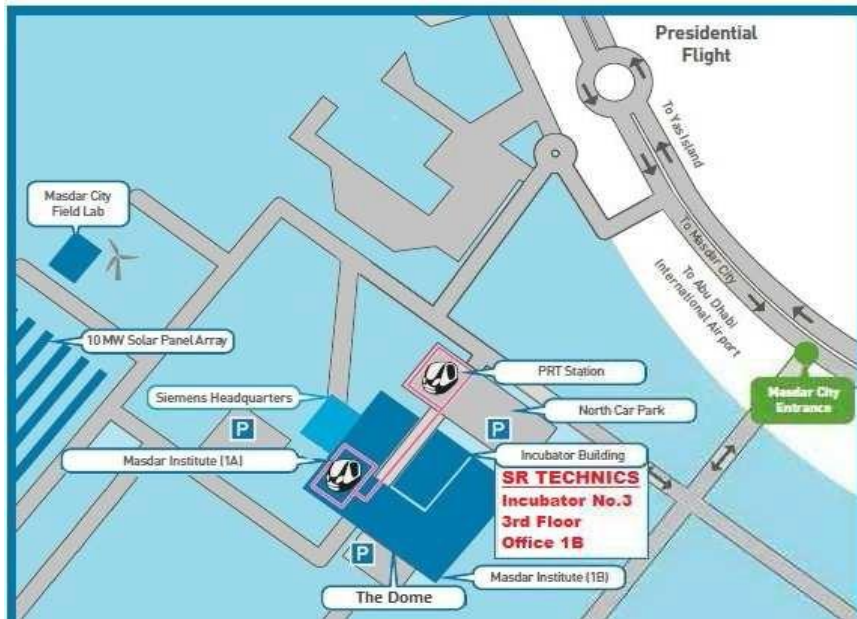 Presidential
Flight
To Yas Island
Masdar City
Field Lab
To Masdar City
To Abu Dhabi
International Airport
10 MW Solar Panel Array
PRT Station
Siemens Headquarters
North Car Park
Masdar City
Entrance
P
P
Masdar Institute (1A)
Incubator Building
SR TECHNICS
Incubator No.3
3rd Floor
Office 1B
P
Masdar Institute (1B)
The Dome